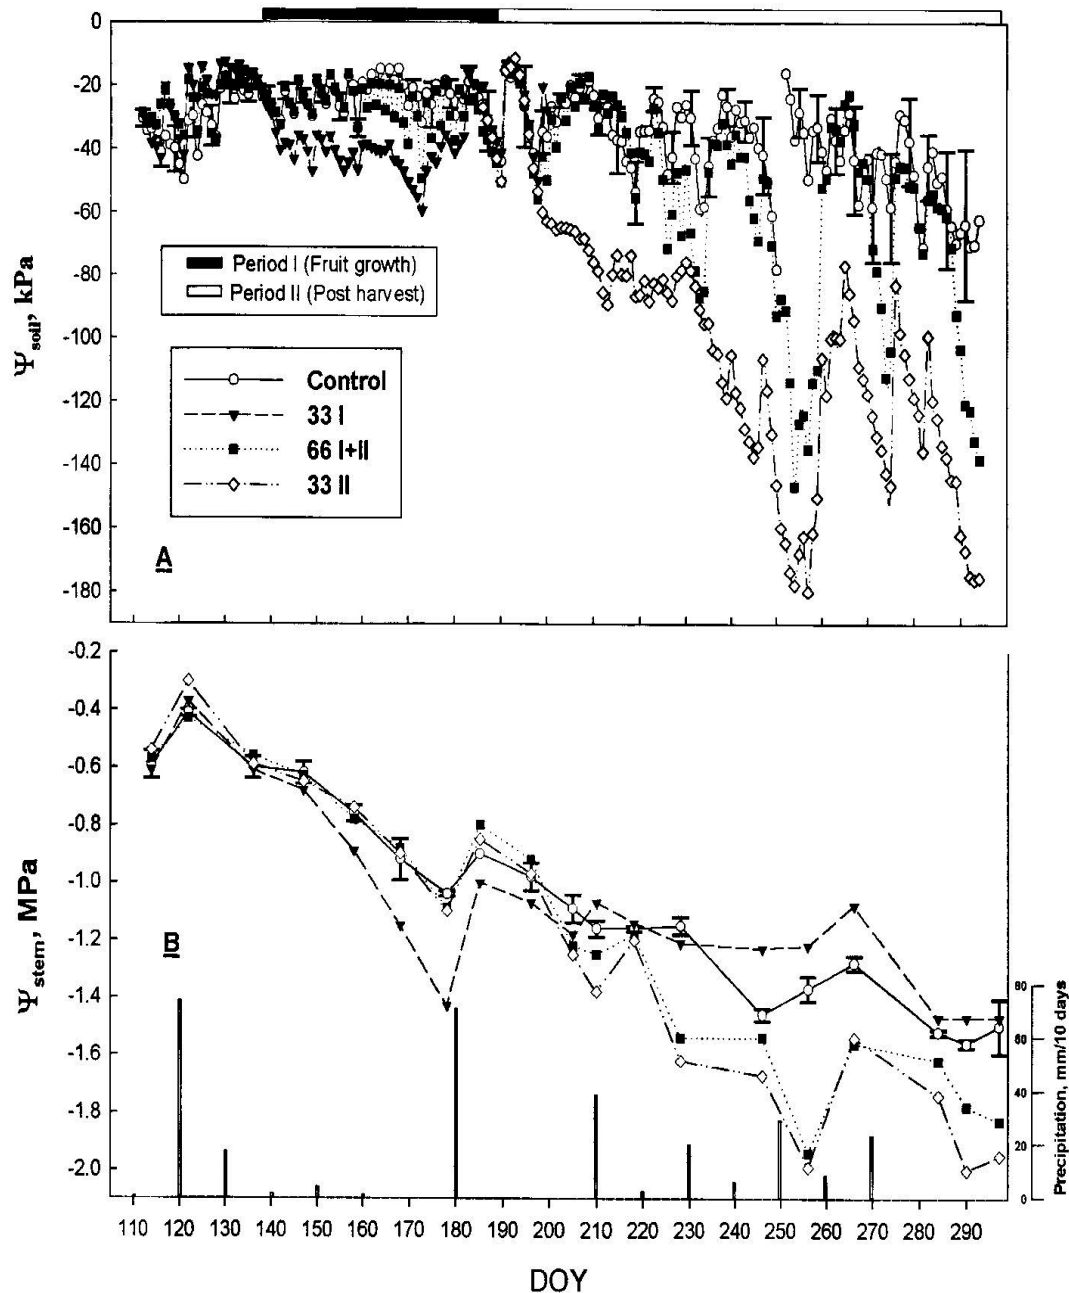 0
-20
-40
-60
-80
-100
-120
-140
-160
-180
Ψsoil, kPa
Period I (Fruit growth)
Period II (Post harvest)
Control
33 I
66 I+II
33 II
A
-0.2
-0.4
-0.6
-0.8
-1.0
-1.2
-1.4
-1.6
-1.8
-2.0
Ψstem, MPa
B
80
60
40
20
0
Precipitation, mm/10 days
110 120 130 140 150 160 170 180 190 200 210 220 230 240 250 260 270 280 290
DOY